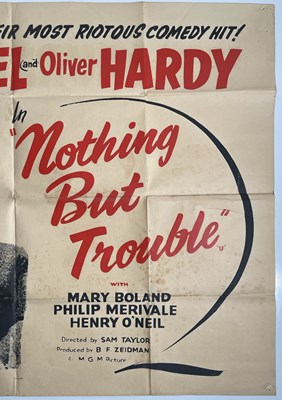 EIR MOST RIOTOUS COMEDY HIT!
EL and Oliver HARDY
In
"Nothing
But
Trouble"
'U'
WITH
MARY BOLAND
PHILIP MERIVALE
HENRY O'NEIL
Directed by SAM TAYLOR
Produced by B F ZEIDMAN
M G M Picture